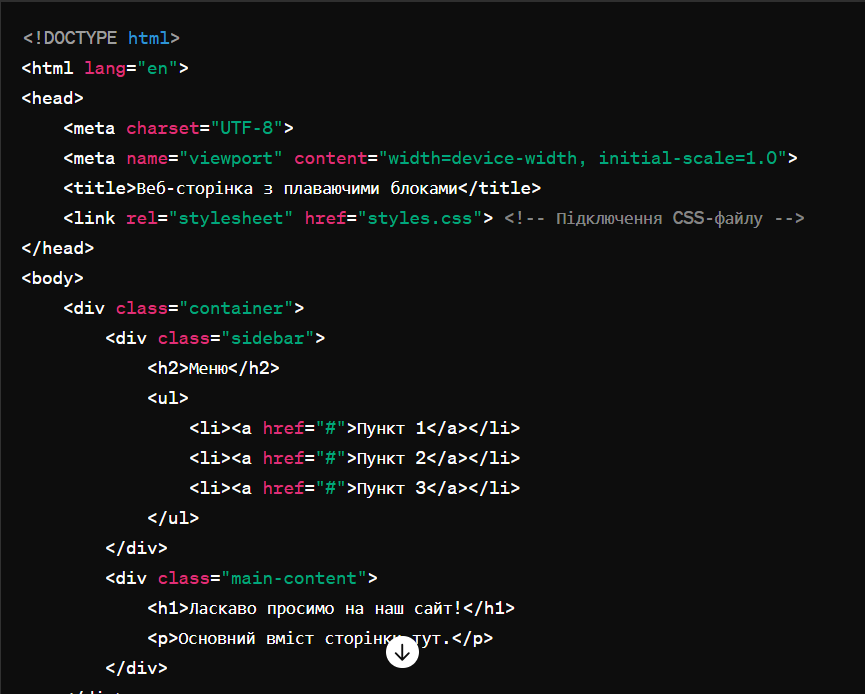 <!DOCTYPE html>
<html lang="en">
<head>
    <meta charset="UTF-8">
    <meta name="viewport" content="width=device-width, initial-scale=1.0">
    <title>Веб-сторінка з плаваючими блоками</title>
    <link rel="stylesheet" href="styles.css"> <!-- Підключення CSS-файлу -->
</head>
<body>
    <div class="container">
        <div class="sidebar">
            <h2>Меню</h2>
            <ul>
                <li><a href="#">Пункт 1</a></li>
                <li><a href="#">Пункт 2</a></li>
                <li><a href="#">Пункт 3</a></li>
            </ul>
        </div>
        <div class="main-content">
            <h1>Ласкаво просимо на наш сайт!</h1>
            <p>Основний вміст сторінки тут.</p>
        </div>